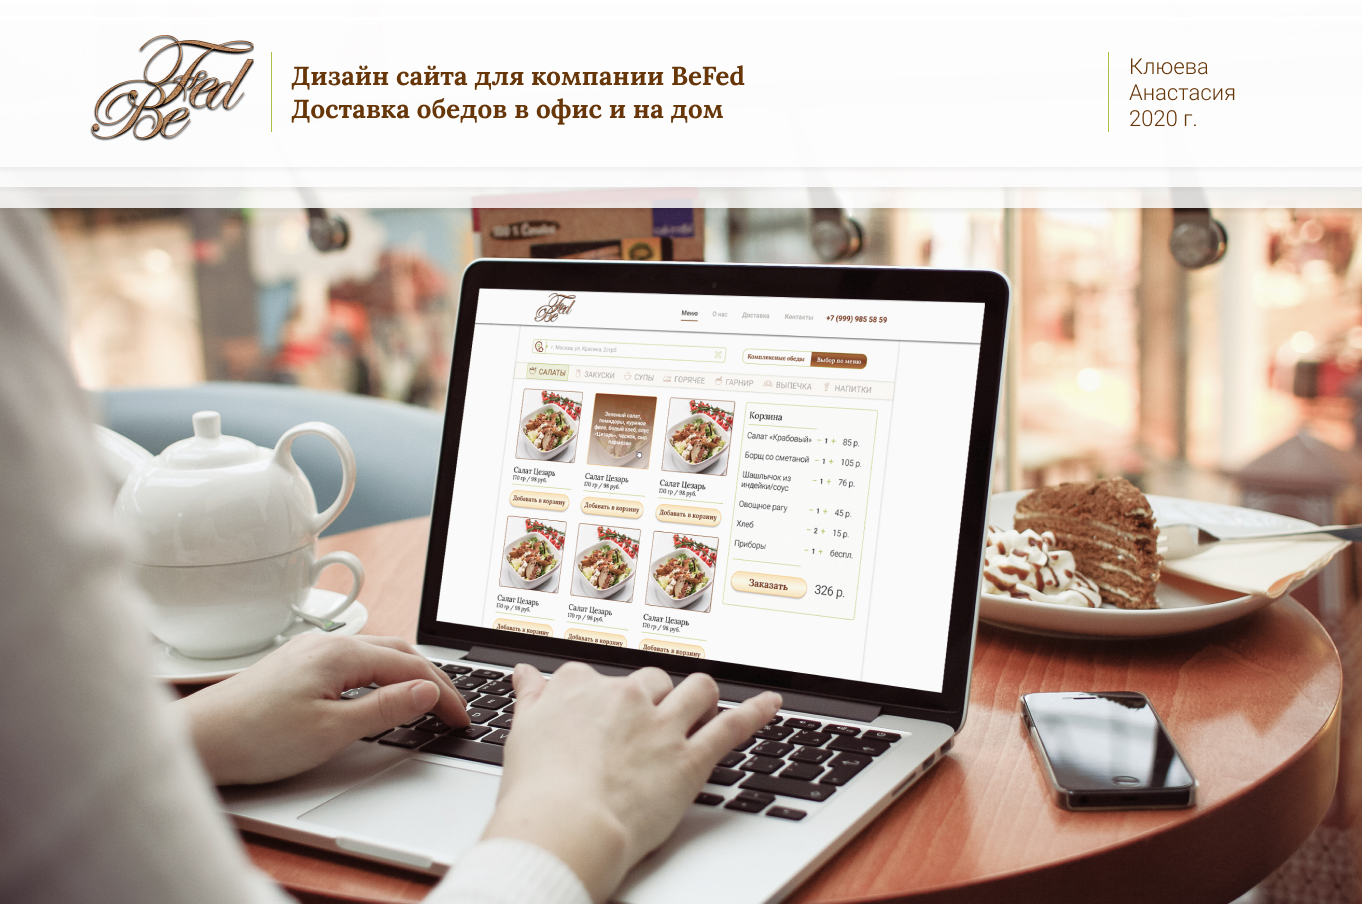 Be Fed
Дизайн сайта для компании BeFed
Доставка обедов в офис и на дом
Клюева
Анастасия
2020 г.
Be Fed
Меню О нас Доставка Контакты +7 (999) 985 58 59
Комплексные обеды Выбор по меню
САЛАТЫ ЗАКУСКИ СУПЫ ГОРЯЧЕЕ ГАРНИР ВЫПЕЧКА НАПИТКИ
Зеленый салат,
помидоры, куриное
филе, белый хлеб, соус
«Цезарь», чеснок, сыр
пармезан
Салат Цезарь
170 гр / 98 руб.
Добавить в корзину
Салат Цезарь
170 гр / 98 руб.
Добавить в корзину
Салат Цезарь
170 гр / 98 руб.
Добавить в корзину
Салат Цезарь
170 гр / 98 руб.
Добавить в корзину
Салат Цезарь
170 гр / 98 руб.
Добавить в корзину
Салат Цезарь
170 гр / 98 руб.
Добавить в корзину
Корзина
Салат «Крабовый» – 1 + 85 р.
Борщ со сметаной – 1 + 105 р.
Шашлычок из
индейки/соус – 1 + 76 р.
Овощное рагу – 1 + 45 р.
Хлеб – 2 + 15 р.
Приборы – 1 + беспл.
Заказать 326 р.